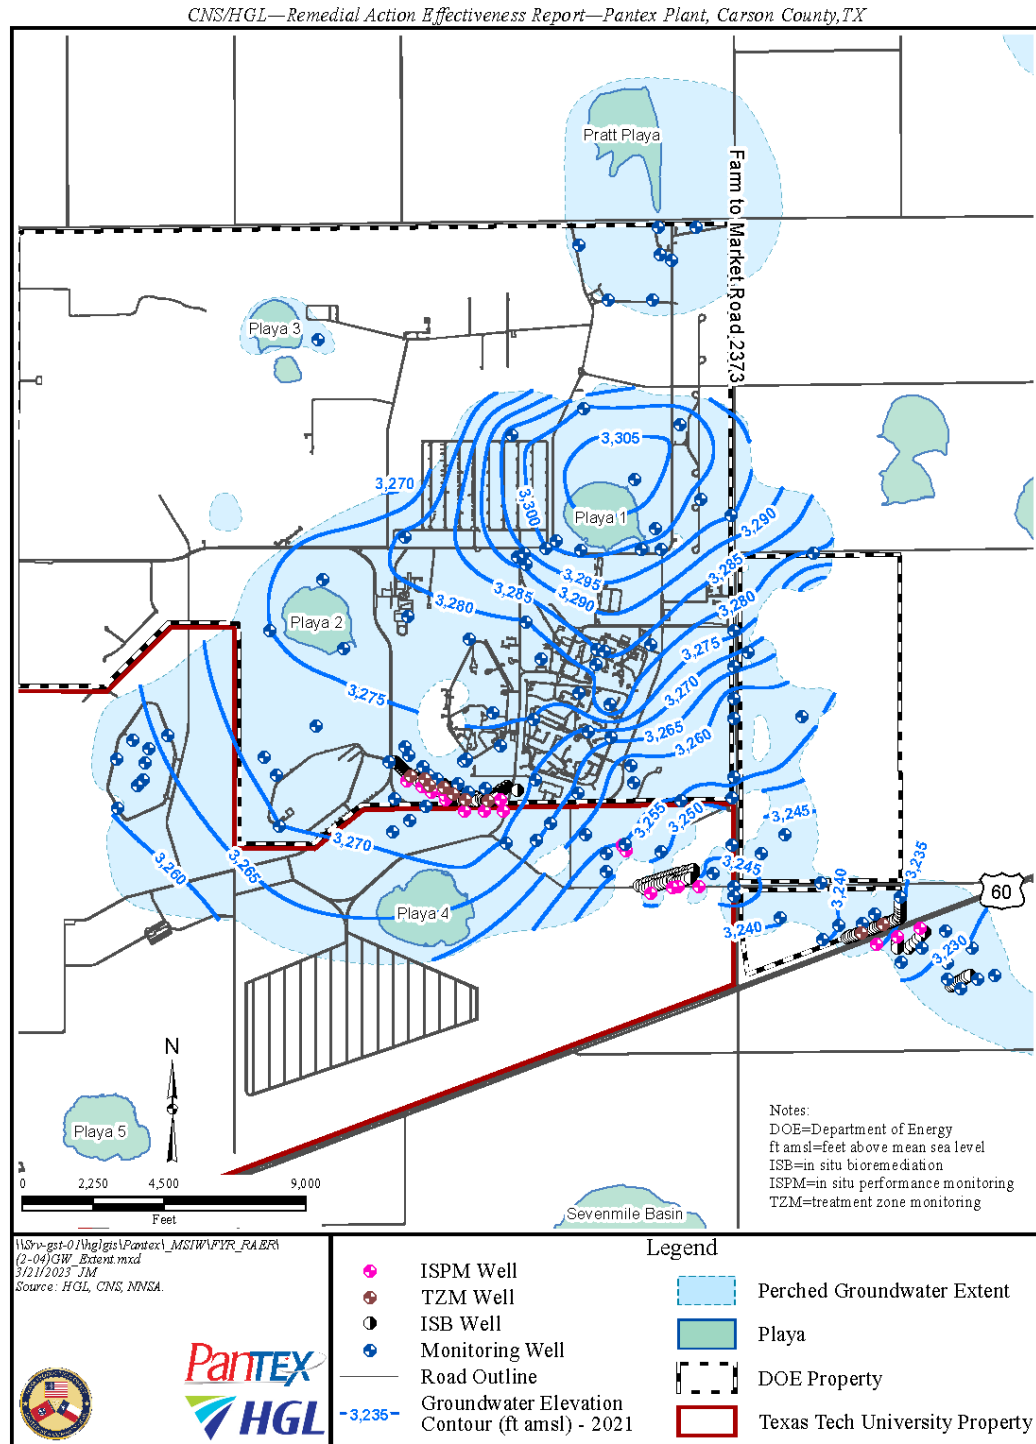 CNS/HGL—Remedial Action Effectiveness Report—Pantex Plant, Carson County,TX
Pratt Playa
Farm to Market Road 2373
Playa 3
3,305
3,270
3,300
Playa 1
3,290
3,295
3,285
3,285
3,290
3,280
3,280
Playa 2
3,275
3,270
3,275
3,265
3,260
3,255
3,250
3,245
3,270
3,245
3,235
3,265
3,260
3,240
60
Playa 4
3,240
3,230
N
Playa 5
Notes:
DOE=Department of Energy
ft amsl=feet above mean sea level
ISB=in situ bioremediation
ISPM=in situ performance monitoring
TZM=treatment zone monitoring
0 2,250 4,500 9,000
Feet
Sevenmile Basin
\\Srv-gst-01\hglgis\Pantex\_MSIW\FYR_RAER\
(2-04)GW_Extent.mxd
3/21/2023 JM
Source: HGL, CNS, NNSA.
PanTEX
HGL
Legend
ISPM Well
TZM Well
ISB Well
Monitoring Well
Road Outline
3,235
Groundwater Elevation
Contour (ft amsl) - 2021
Perched Groundwater Extent
Playa
DOE Property
Texas Tech University Property